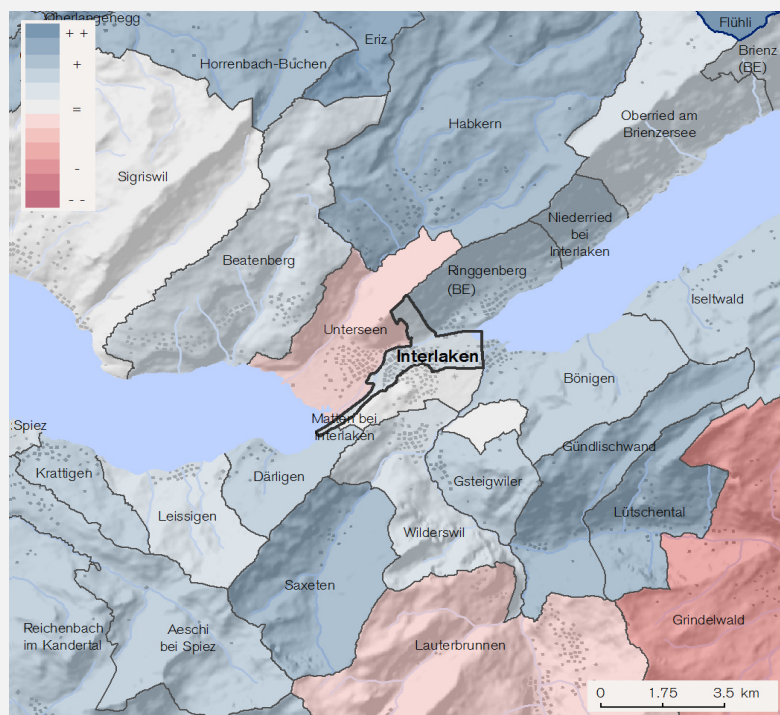 Oberlangenegg
Flühli
+ +
Eriz
Brienz
(BE)
Horrenbach-Buchen
+
=
Habkern
Oberried am
Brienzersee
-
Sigriswil
- -
Niederried
bei
Interlaken
Beatenberg
Ringgenberg
(BE)
Iseltwald
Unterseen
Interlaken
Bönigen
Matten bei
Interlaken
Spiez
Gündlischwand
Krattigen
Därligen
Gsteigwiler
Leissigen
Lütschental
Wilderswil
Saxeten
Grindelwald
Reichenbach
im Kandertal
Aeschi
bei Spiez
Lauterbrunnen
0 1.75 3.5 km